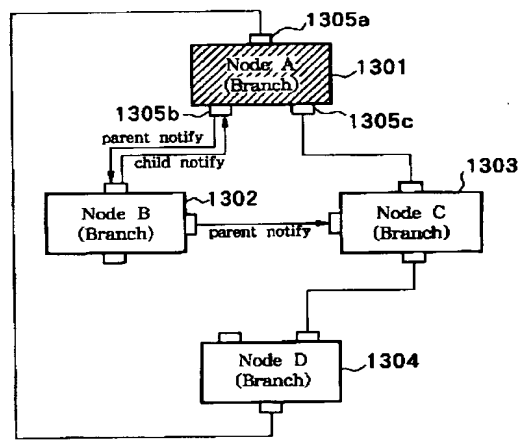 1305a
Node A
(Branch)
1301
1305b
1305c
parent notify
child notify
1303
1302
Node B
(Branch)
Node C
(Branch)
parent notify
Node D
(Branch)
1304